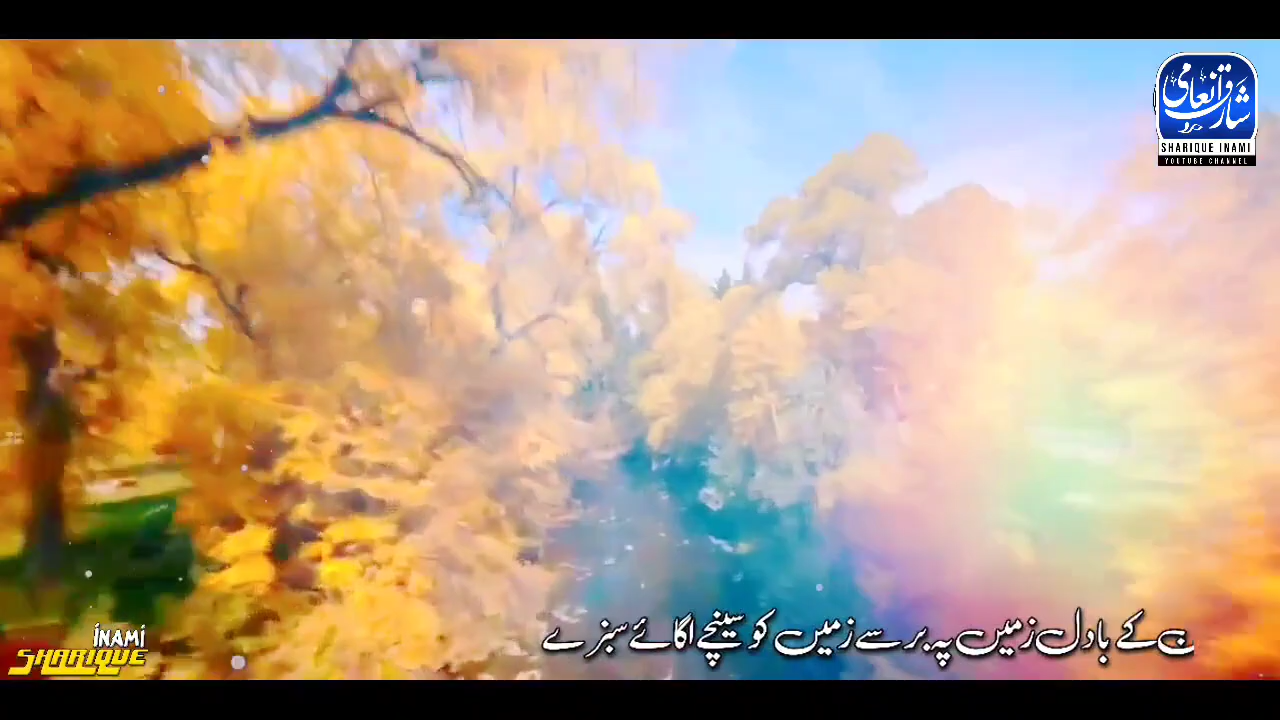 شارق انعامی
SHARIQUE INAMI
YOUTUBE CHANNEL
کے بادل زمیں پہ برسے زمیں کو سینچے اگائے سبزے
INAMI
SHARIQUE